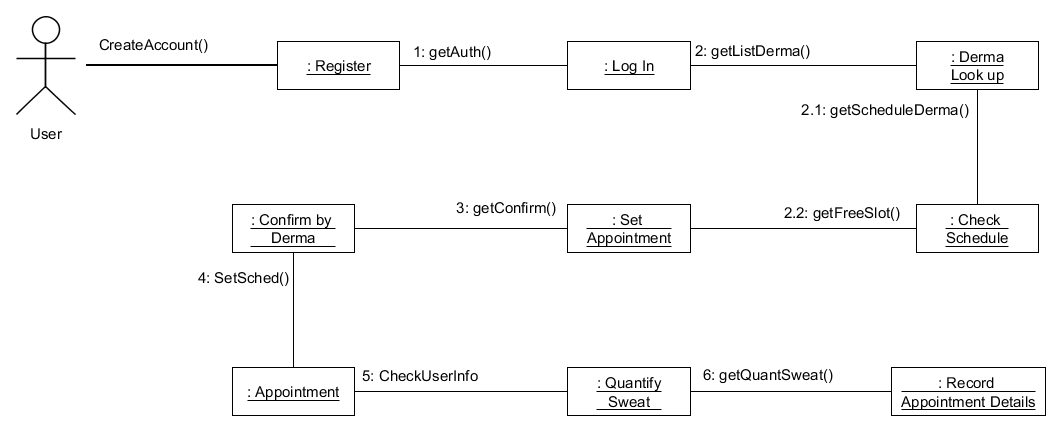 CreateAccount()
: Register
1: getAuth()
: Log In
2: getListDerma()
: Derma
Look up
User
2.1: getScheduleDerma()
: Confirm by
Derma
3: getConfirm()
: Set
Appointment
2.2: getFreeSlot()
: Check
Schedule
4: SetSched()
: Appointment
5: CheckUserInfo
: Quantify
Sweat
6: getQuantSweat()
: Record
Appointment Details